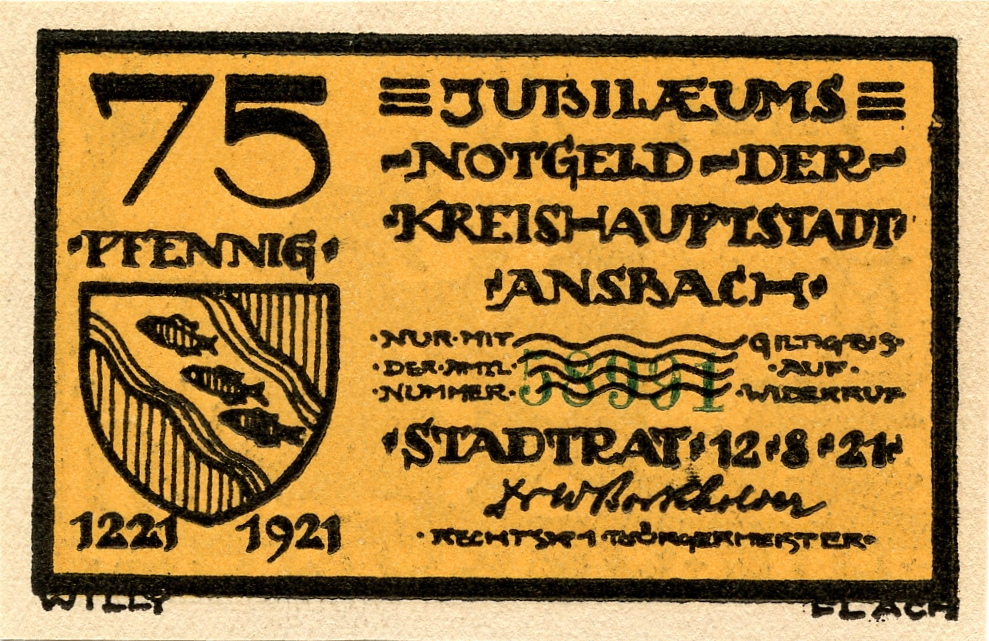 75
·PFENNIG·
1221 1921
JUBILÆUMS
NOTGELD-DER-
·KREISHAUPTSTADT·
·ANSBACH·
·NUR·MIT GILTIG BIS
·DER·AMTL· ·AUF·
·NUMMER· 58991 ·WIDERRUF
·STADTRAT·12·8·21·
·RECHTSK·1·BÜRGERMEISTER·
WILLY FLACH